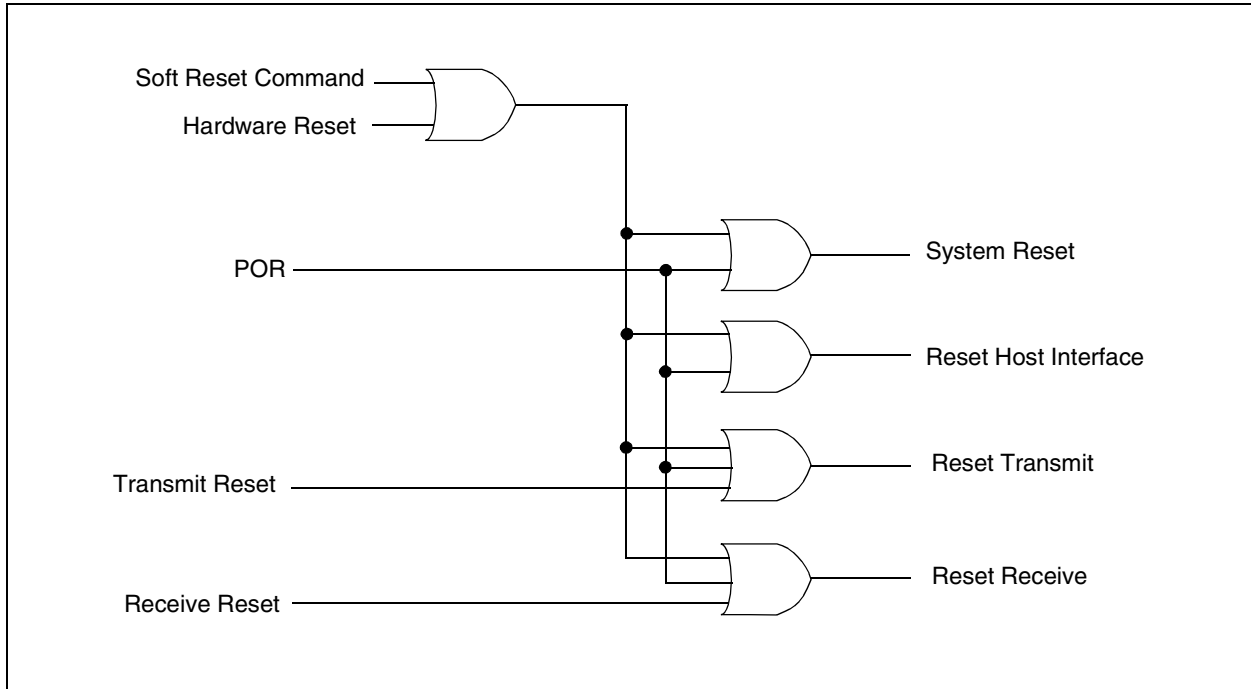 Soft Reset Command
Hardware Reset
System Reset
POR
Reset Host Interface
Reset Transmit
Transmit Reset
Reset Receive
Receive Reset